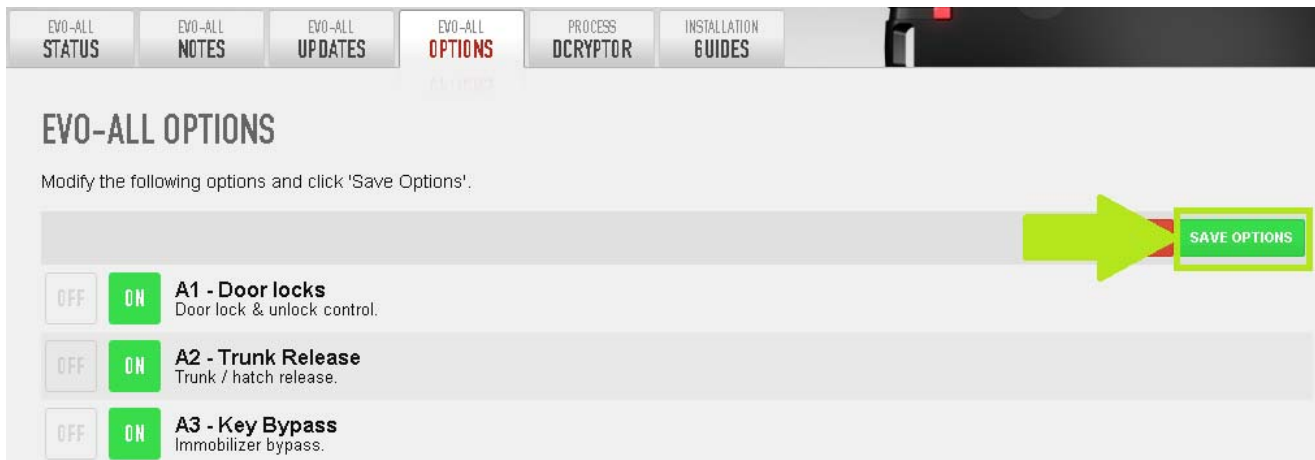 EVO-ALL EVO-ALL EVO-ALL EVO-ALL PROCESS INSTALLATION
STATUS NOTES UPDATES OPTIONS DCRYPTOR GUIDES
EVO-ALL OPTIONS
Modify the following options and click 'Save Options'.
SAVE OPTIONS
OFF ON A1 - Door locks
Door lock & unlock control.
OFF ON A2 - Trunk Release
Trunk / hatch release.
OFF ON A3 - Key Bypass
Immobilizer bypass.